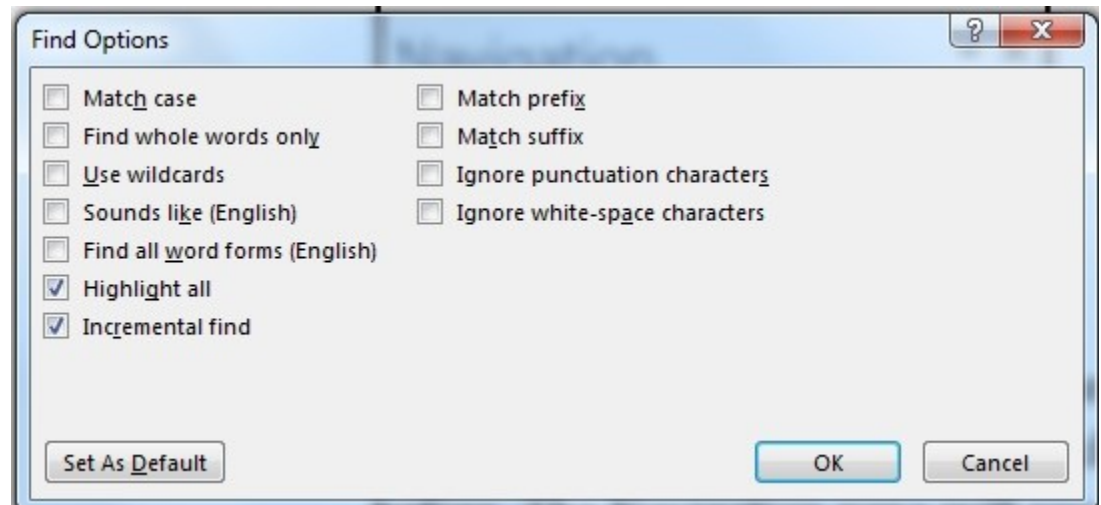 Find Options
Navigation
Match case
Find whole words only
Use wildcards
Sounds like (English)
Find all word forms (English)
Highlight all
Incremental find
Match prefix
Match suffix
Ignore punctuation characters
Ignore white-space characters
Set As Default
OK
Cancel